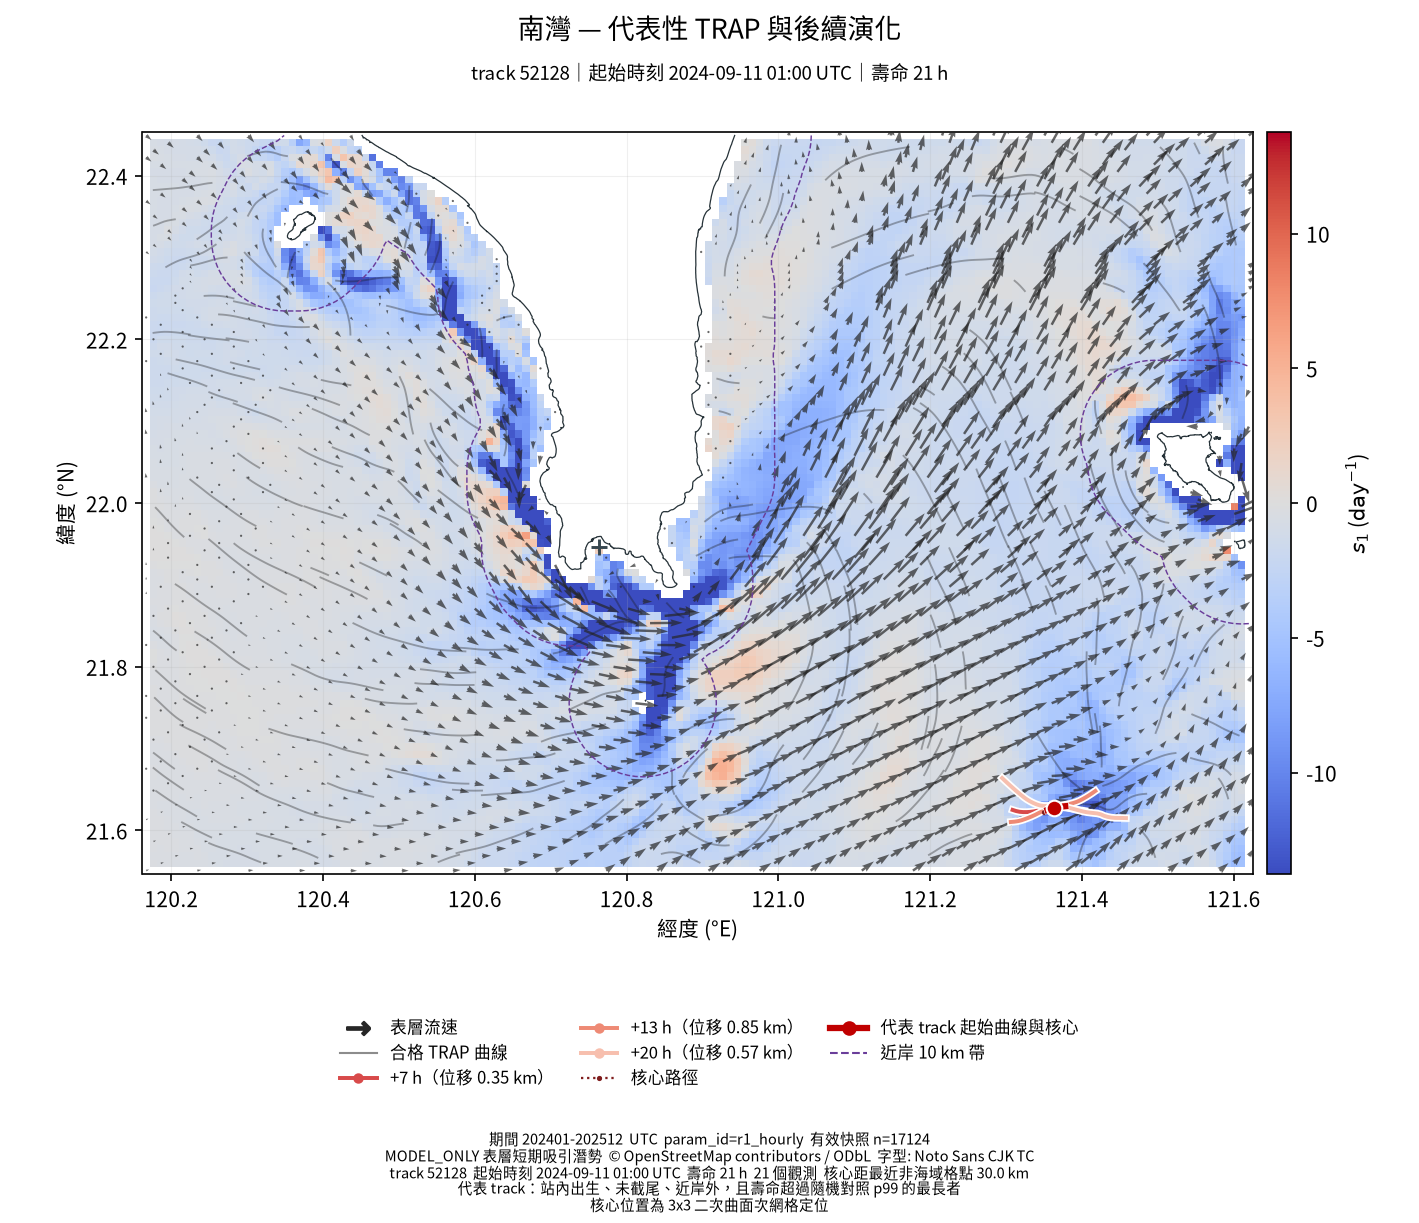 南灣 — 代表性 TRAP 與後續演化
track 52128｜起始時刻 2024-09-11 01:00 UTC｜壽命 21 h
22.4
22.2
22.0
21.8
21.6
緯度 (°N)
120.2
120.4
120.6
120.8
121.0
121.2
121.4
121.6
經度 (°E)
10
5
0
-5
-10
s₁ (day⁻¹)
表層流速
合格 TRAP 曲線
+7 h（位移 0.35 km）
+13 h（位移 0.85 km）
+20 h（位移 0.57 km）
核心路徑
代表 track 起始曲線與核心
近岸 10 km 帶
期間 202401-202512 UTC param_id=r1_hourly 有效快照 n=17124
MODEL_ONLY 表層短期吸引潛勢 © OpenStreetMap contributors / ODbL 字型: Noto Sans CJK TC
track 52128 起始時刻 2024-09-11 01:00 UTC 壽命 21 h 21 個觀測 核心距最近非海域格點 30.0 km
代表 track：站內出生、未截尾、近岸外，且壽命超過隨機對照 p99 的最長者
核心位置為 3x3 二次曲面次網格定位